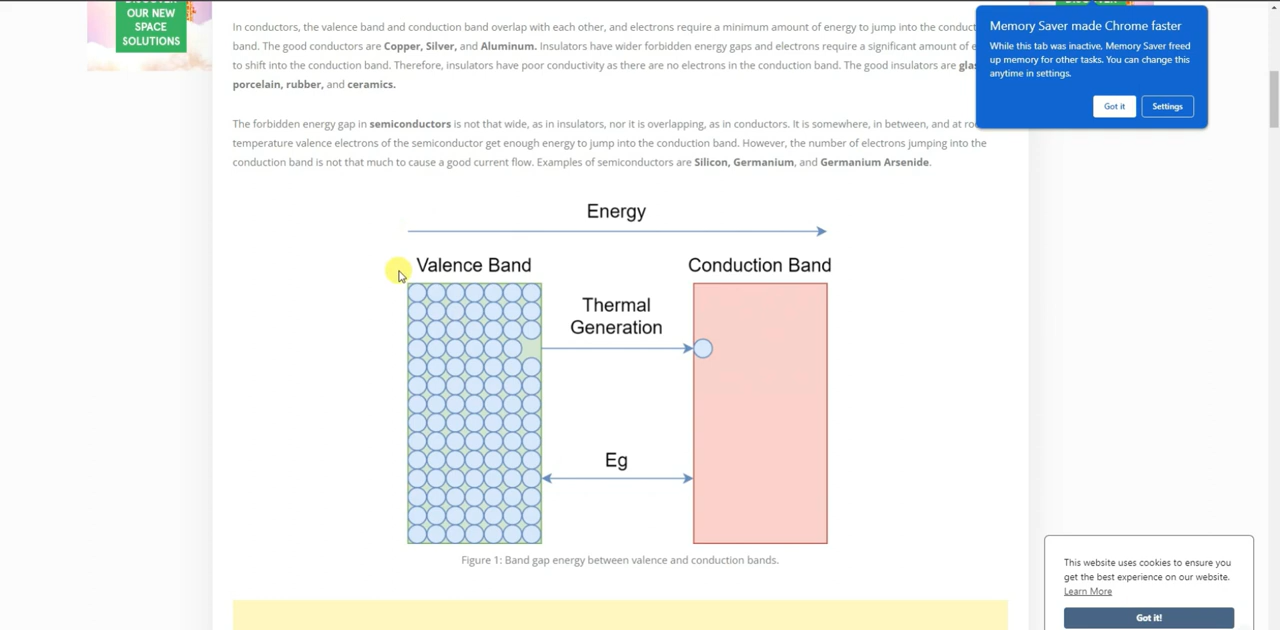 OUR NEW
SPACE
SOLUTIONS
In conductors, the valence band and conduction band overlap with each other, and electrons require a minimum amount of energy to jump into the
band. The good conductors are Copper, Silver, and Aluminum. Insulators have wider forbidden energy gaps and electrons require a significant amount of
to shift into the conduction band. Therefore, insulators have poor conductivity as there are no electrons in the conduction band. The good insulators are
porcelain, rubber, and ceramics.
The forbidden energy gap in semiconductors is not that wide, as in insulators, nor it is overlapping, as in conductors. It is somewhere, in between, and at
temperature valence electrons of the semiconductor get enough energy to jump into the conduction band. However, the number of electrons jumping into the
conduction band is not that much to cause a good current flow. Examples of semiconductors are Silicon, Germanium, and Germanium Arsenide.
Memory Saver made Chrome faster
While this tab was inactive, Memory Saver freed
up memory for other tasks. You can change this
anytime in settings.
Got it Settings
Energy
Valence Band Conduction Band
Thermal
Generation
Eg
Figure 1: Band gap energy between valence and conduction bands.
This website uses cookies to ensure you
get the best experience on our website.
Learn More
Got it!